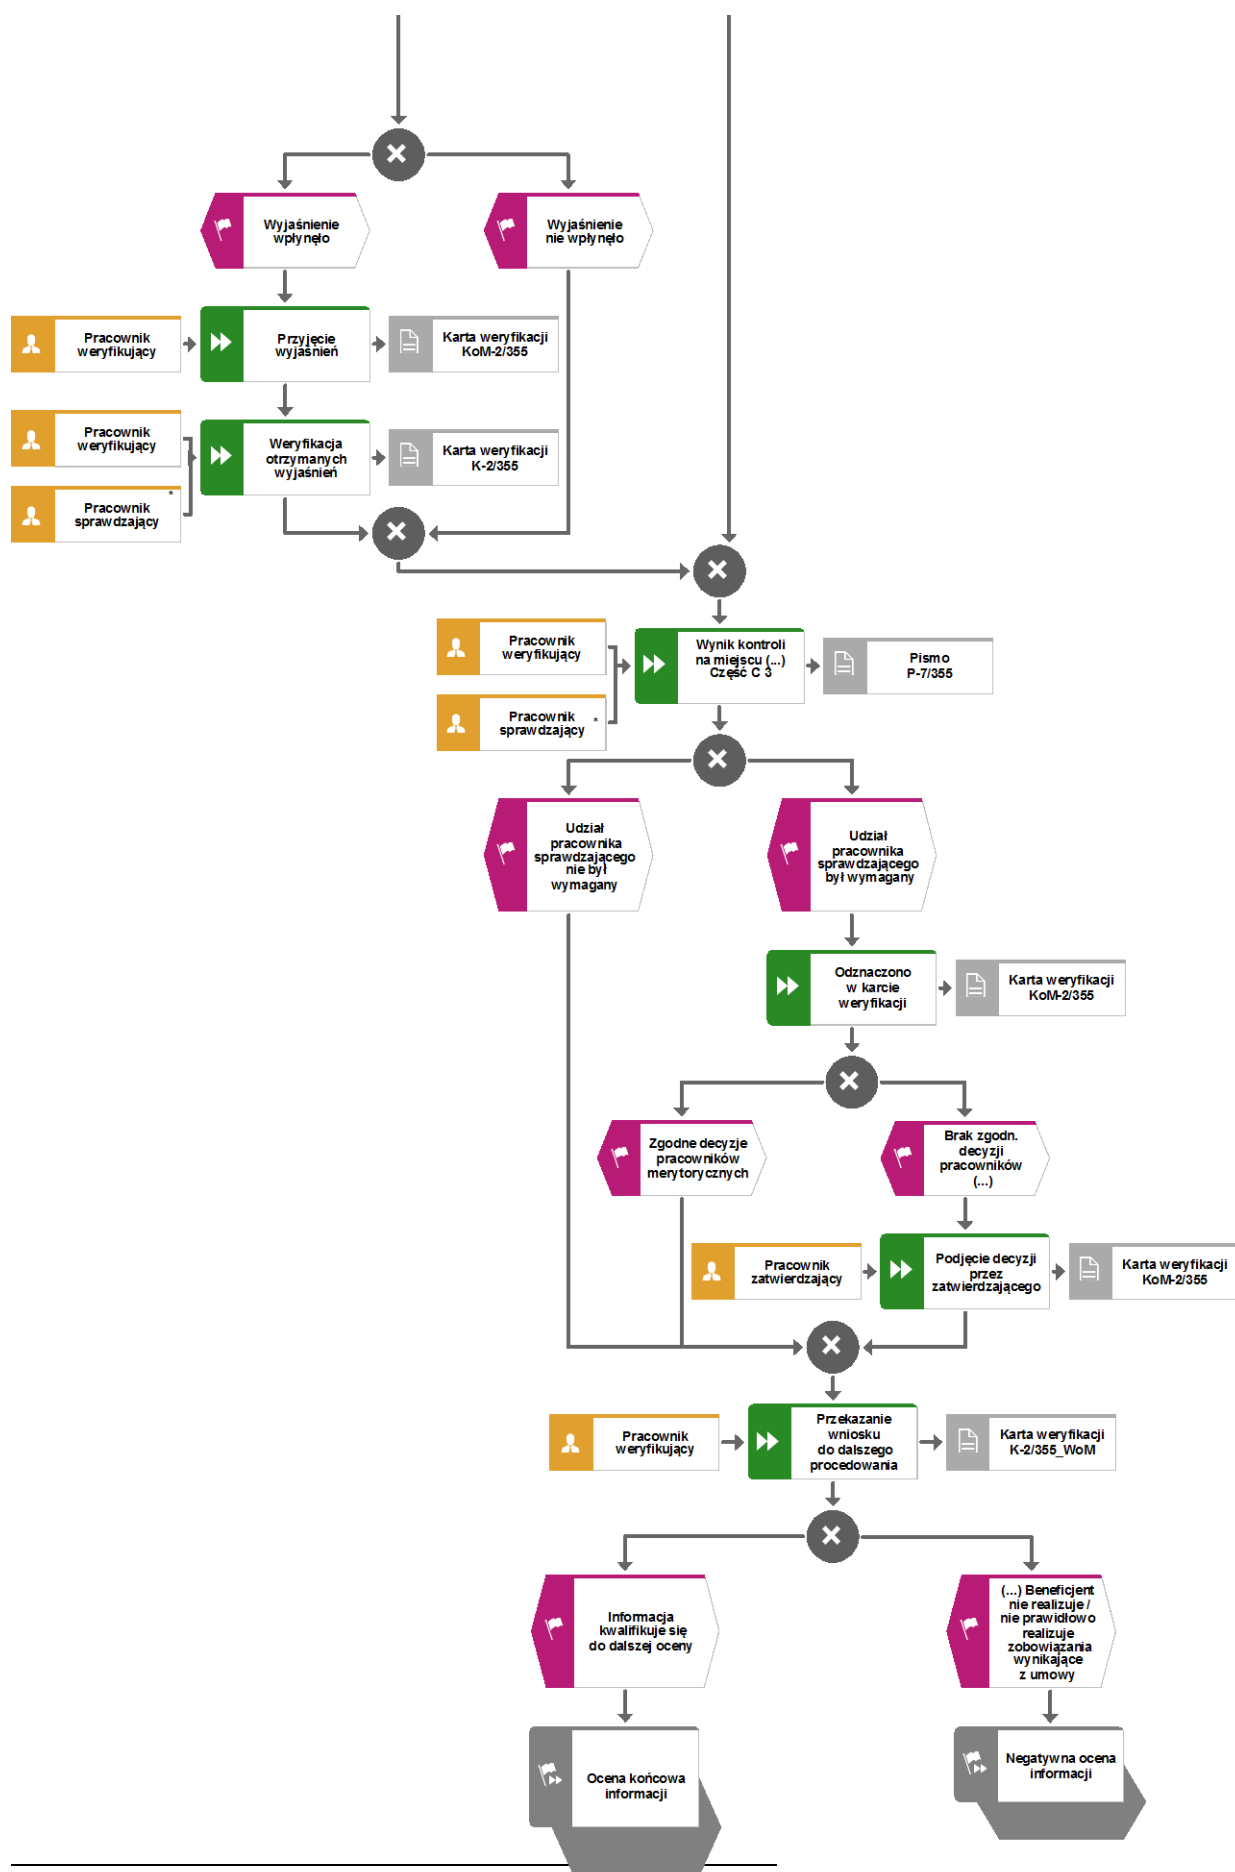 Wyjaśnienie
wpłynęło
Wyjaśnienie
nie wpłynęło
Pracownik
weryfikujący
Przyjęcie
wyjaśnień
Karta weryfikacji
KoM-2/355
Pracownik
weryfikujący
Weryfikacja
otrzymanych
wyjaśnień
Karta weryfikacji
K-2/355
Pracownik *
sprawdzający
Pracownik
weryfikujący
Wynik kontroli
na miejscu (...)
Część C 3
Pismo
P-7/355
Pracownik
sprawdzający *
Udział
pracownika
sprawdzającego
nie był
wymagany
Udział
pracownika
sprawdzającego
był wymagany
Odznaczono
w karcie
weryfikacji
Karta weryfikacji
KoM-2/355
Zgodne decyzje
pracowników
merytorycznych
Brak zgodn.
decyzji
pracowników
(...)
Pracownik
zatwierdzający
Podjęcie decyzji
przez
zatwierdzającego
Karta weryfikacji
KoM-2/355
Pracownik
weryfikujący
Przekazanie
wniosku
do dalszego
procedowania
Karta weryfikacji
K-2/355_WoM
Informacja
kwalifikuje się
do dalszej oceny
(...) Beneficjent
nie realizuje /
nie prawidłowo
realizuje
zobowiązania
wynikające
z umowy
Ocena końcowa
informacji
Negatywna ocena
informacji